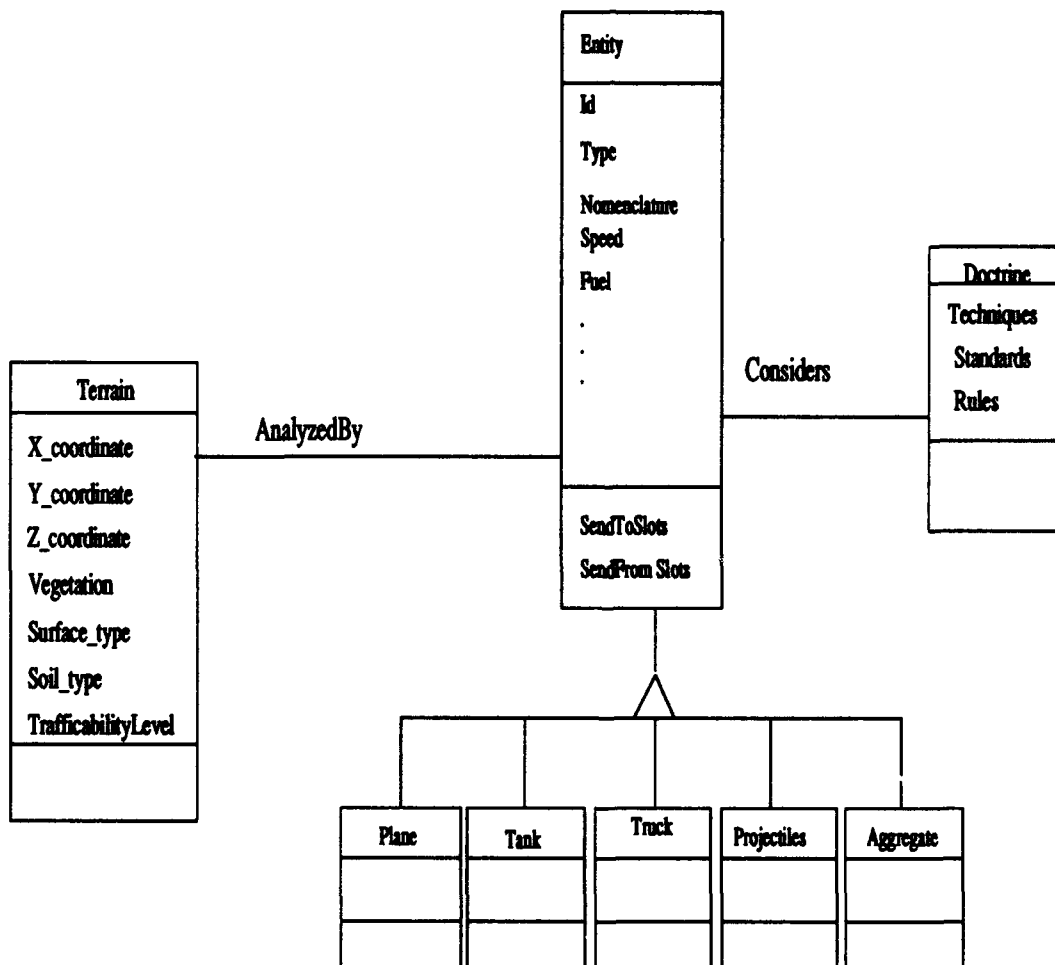 Entity
Id
Type
Nomenclature
Speed
Fuel
.
.
.
SendToSlots
SendFrom Slots
Considers
Doctrine
Techniques
Standards
Rules
Terrain
X_coordinate
Y_coordinate
Z_coordinate
Vegetation
Surface_type
Soil_type
TrafficabilityLevel
AnalyzedBy
Plane
Tank
Truck
Projectiles
Aggregate